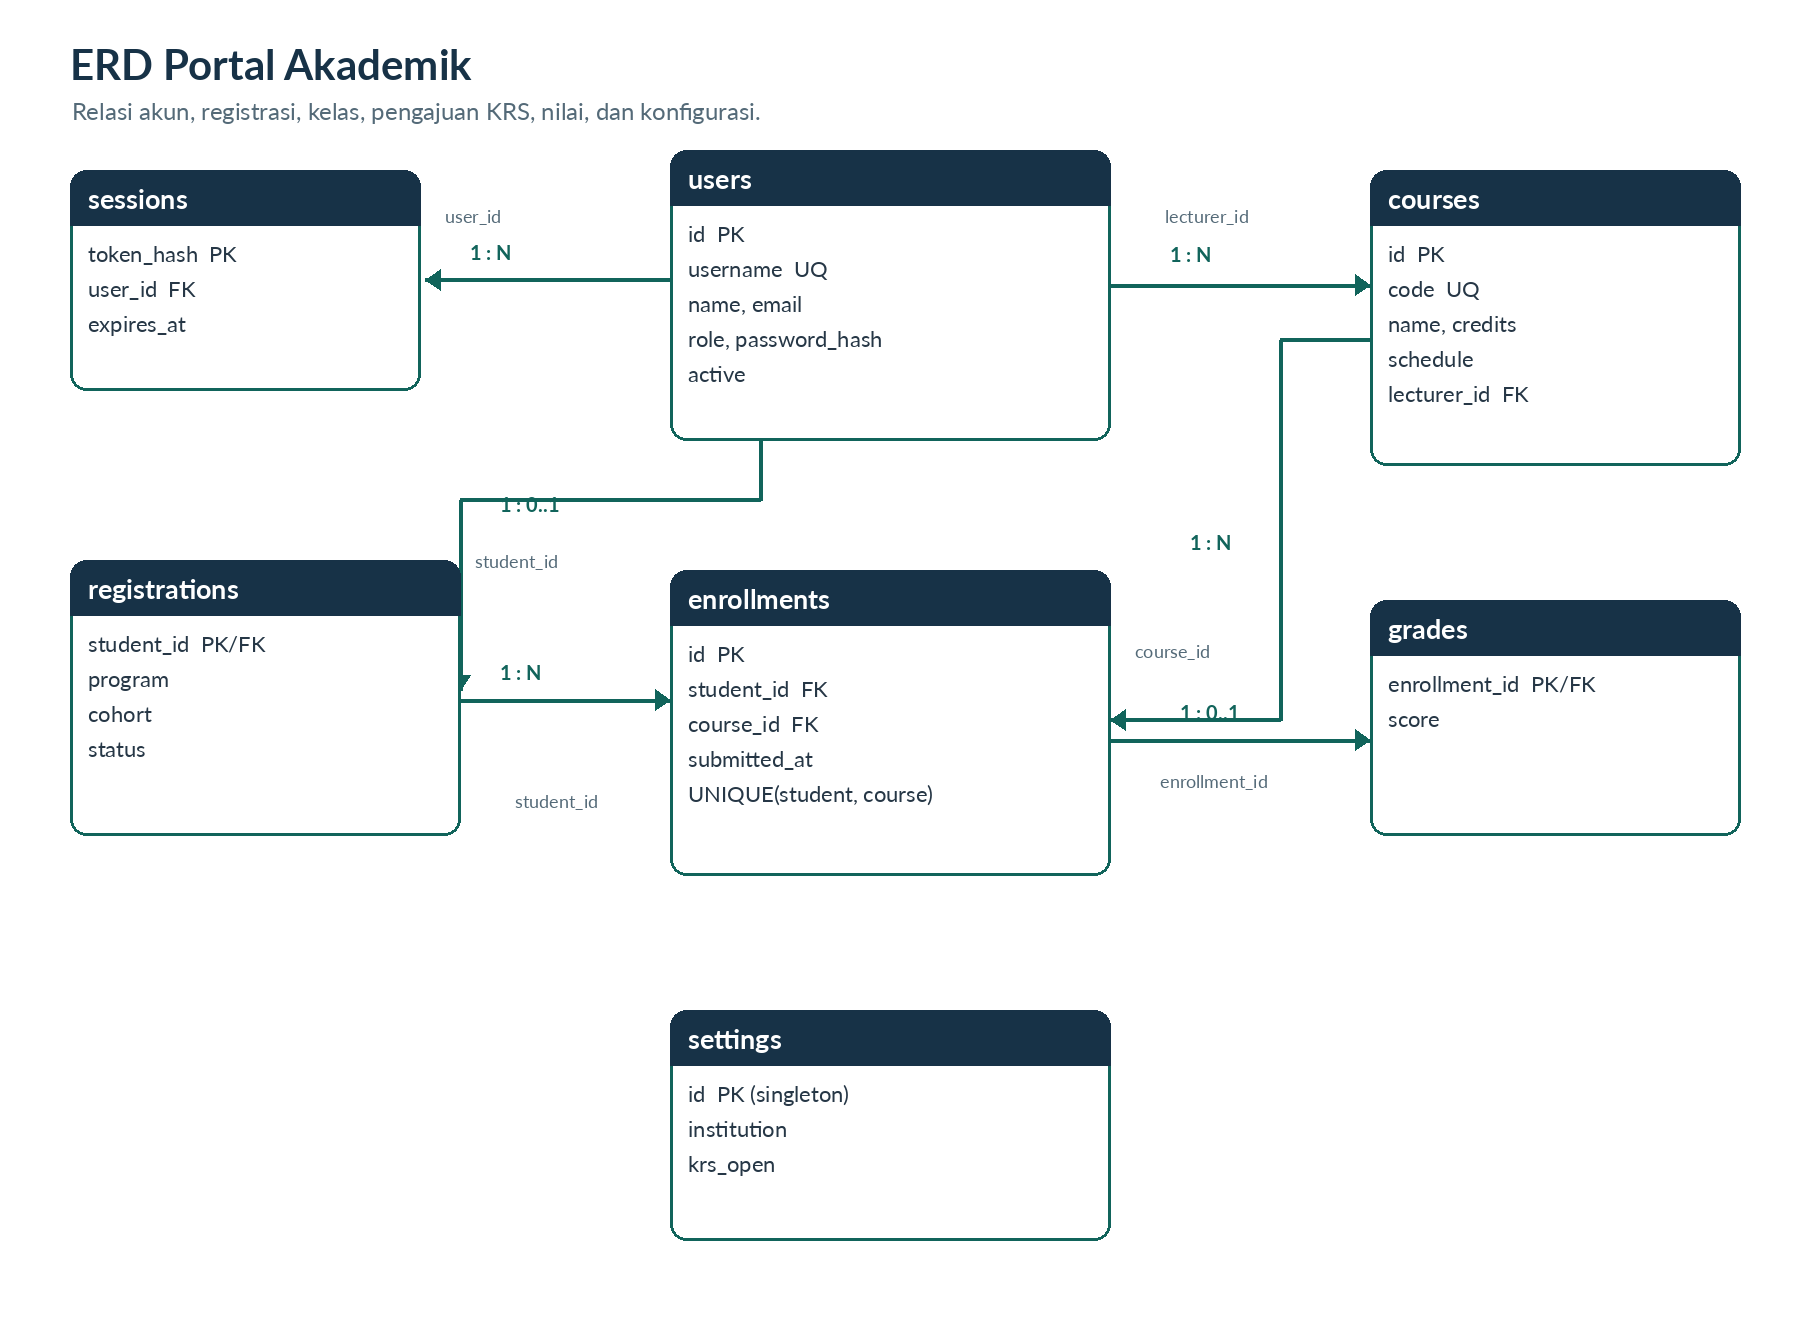 ERD Portal Akademik
Relasi akun, registrasi, kelas, pengajuan KRS, nilai, dan konfigurasi.
sessions
token_hash PK
user_id FK
expires_at
user_id
1 : N
users
id PK
username UQ
name, email
role, password_hash
active
lecturer_id
1 : N
courses
id PK
code UQ
name, credits
schedule
lecturer_id FK
1 : 0..1
student_id
1 : N
registrations
student_id PK/FK
program
cohort
status
1 : N
student_id
enrollments
id PK
student_id FK
course_id FK
submitted_at
UNIQUE(student, course)
course_id
1 : 0..1
enrollment_id
grades
enrollment_id PK/FK
score
settings
id PK (singleton)
institution
krs_open